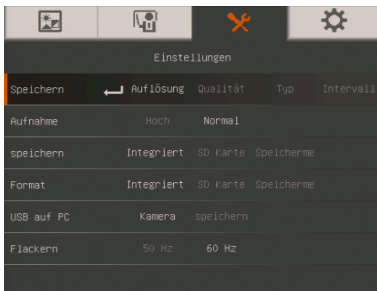 Einstellungen
Speichern Auflösung Qualität Typ Intervall
Aufnahme Hoch Normal
speichern Integriert SD Karte Speicherme
Format Integriert SD Karte Speicherme
USB auf PC Kamera speichern
Flackern 50 Hz 60 Hz